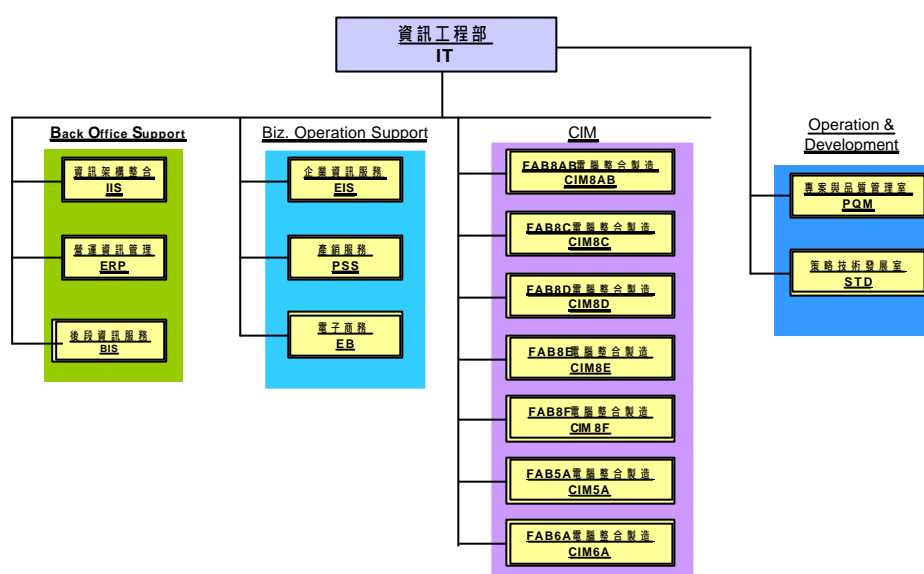 資訊工程部
IT
Back Office Support
資訊架構整合
IIS
營運資訊管理
ERP
後段資訊服務
BIS
Biz. Operation Support
企業資訊服務
EIS
產銷服務
PSS
電子商務
EB
CIM
FAB8AB電腦整合製造
CIM8AB
FAB8C電腦整合製造
CIM8C
FAB8D電腦整合製造
CIM8D
FAB8E電腦整合製造
CIM8E
FAB8F電腦整合製造
CIM8F
FAB5A電腦整合製造
CIM5A
FAB6A電腦整合製造
CIM6A
Operation &
Development
專案與品質管理室
PQM
策略技術發展室
STD